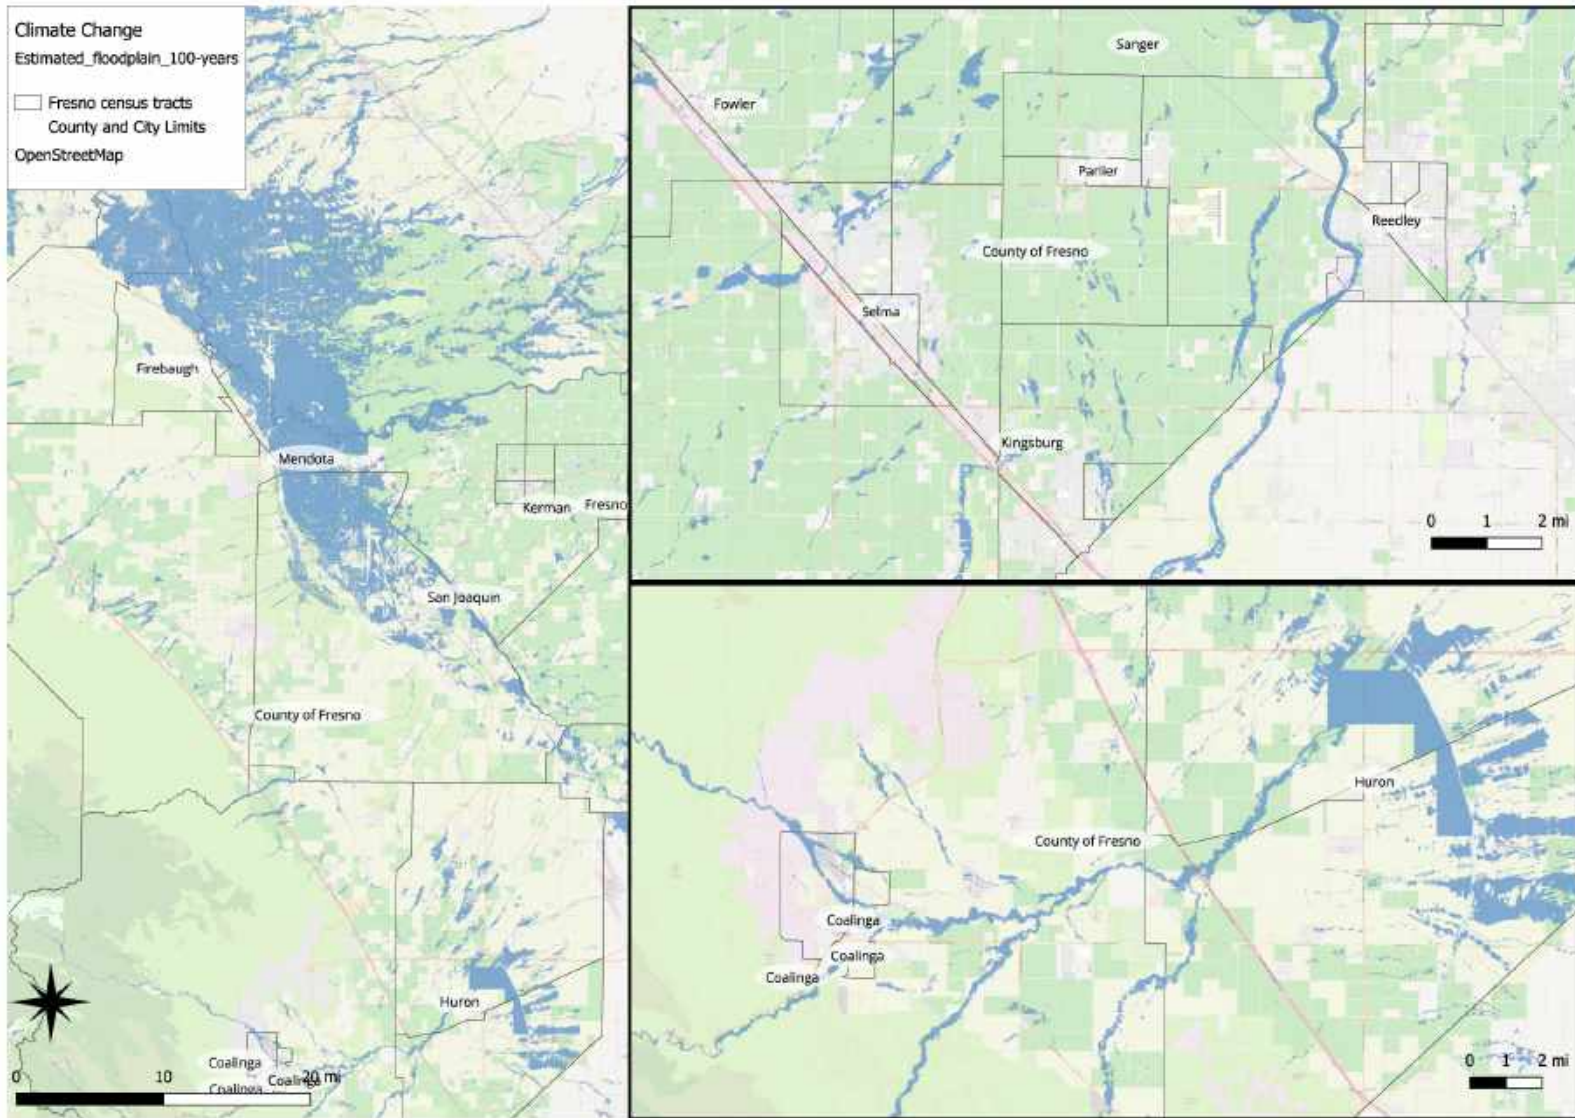 Climate Change
Estimated_floodplain_100-years
Fresno census tracts
County and City Limits
OpenStreetMap
Firebaugh
Mendota
Kerman
Fresno
San Joaquin
County of Fresno
Huron
Coalinga
Coalinga
Coalinga
0 10 20 mi
Sanger
Fowler
Parlier
Reedley
County of Fresno
Selma
Kingsburg
0 1 2 mi
Huron
County of Fresno
Coalinga
Coalinga
Coalinga
0 1 2 mi